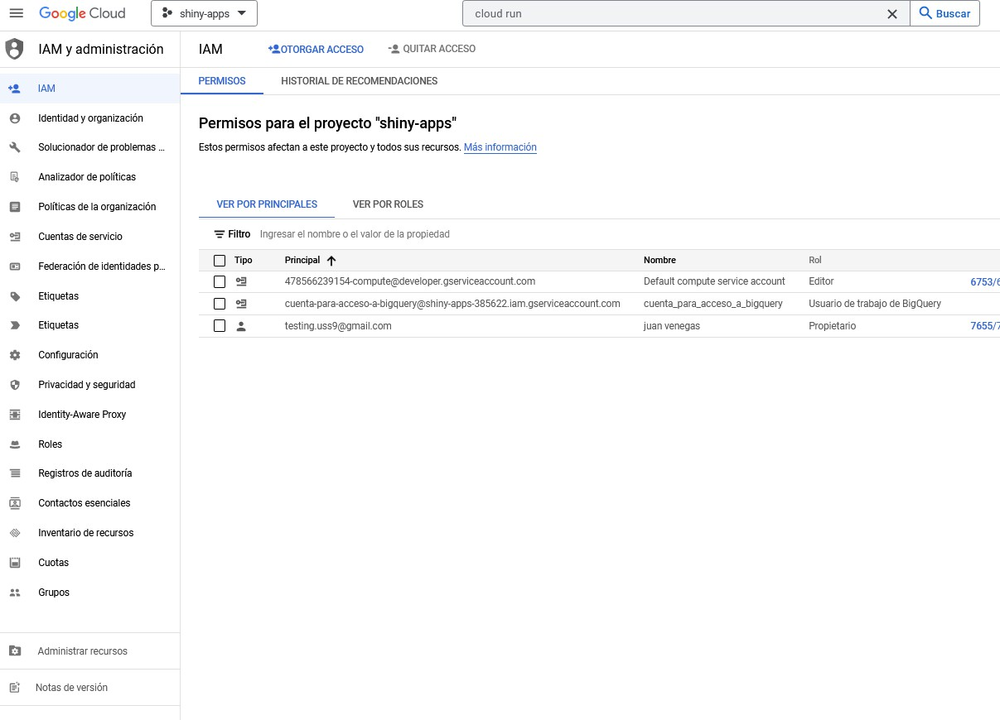 Google Cloud
shiny-apps
cloud run
Buscar
IAM y administración
IAM
OTORGAR ACCESO
QUITAR ACCESO
IAM
Identidad y organización
Solucionador de problemas ...
Analizador de políticas
Políticas de la organización
Cuentas de servicio
Federación de identidades p...
Etiquetas
Etiquetas
Configuración
Privacidad y seguridad
Identity-Aware Proxy
Roles
Registros de auditoría
Contactos esenciales
Inventario de recursos
Cuotas
Grupos
Administrar recursos
Notas de versión
PERMISOS HISTORIAL DE RECOMENDACIONES
Permisos para el proyecto "shiny-apps"
Estos permisos afectan a este proyecto y todos sus recursos. Más información
VER POR PRINCIPALES VER POR ROLES
Filtro Ingresar el nombre o el valor de la propiedad
Tipo Principal Nombre Rol
478566239154-compute@developer.gserviceaccount.com Default compute service account Editor 6753/6
cuenta-para-acceso-a-bigquery@shiny-apps-385622.iam.gserviceaccount.com cuenta_para_acceso_a_bigquery Usuario de trabajo de BigQuery
testing.uss9@gmail.com juan venegas Propietario 7655/7